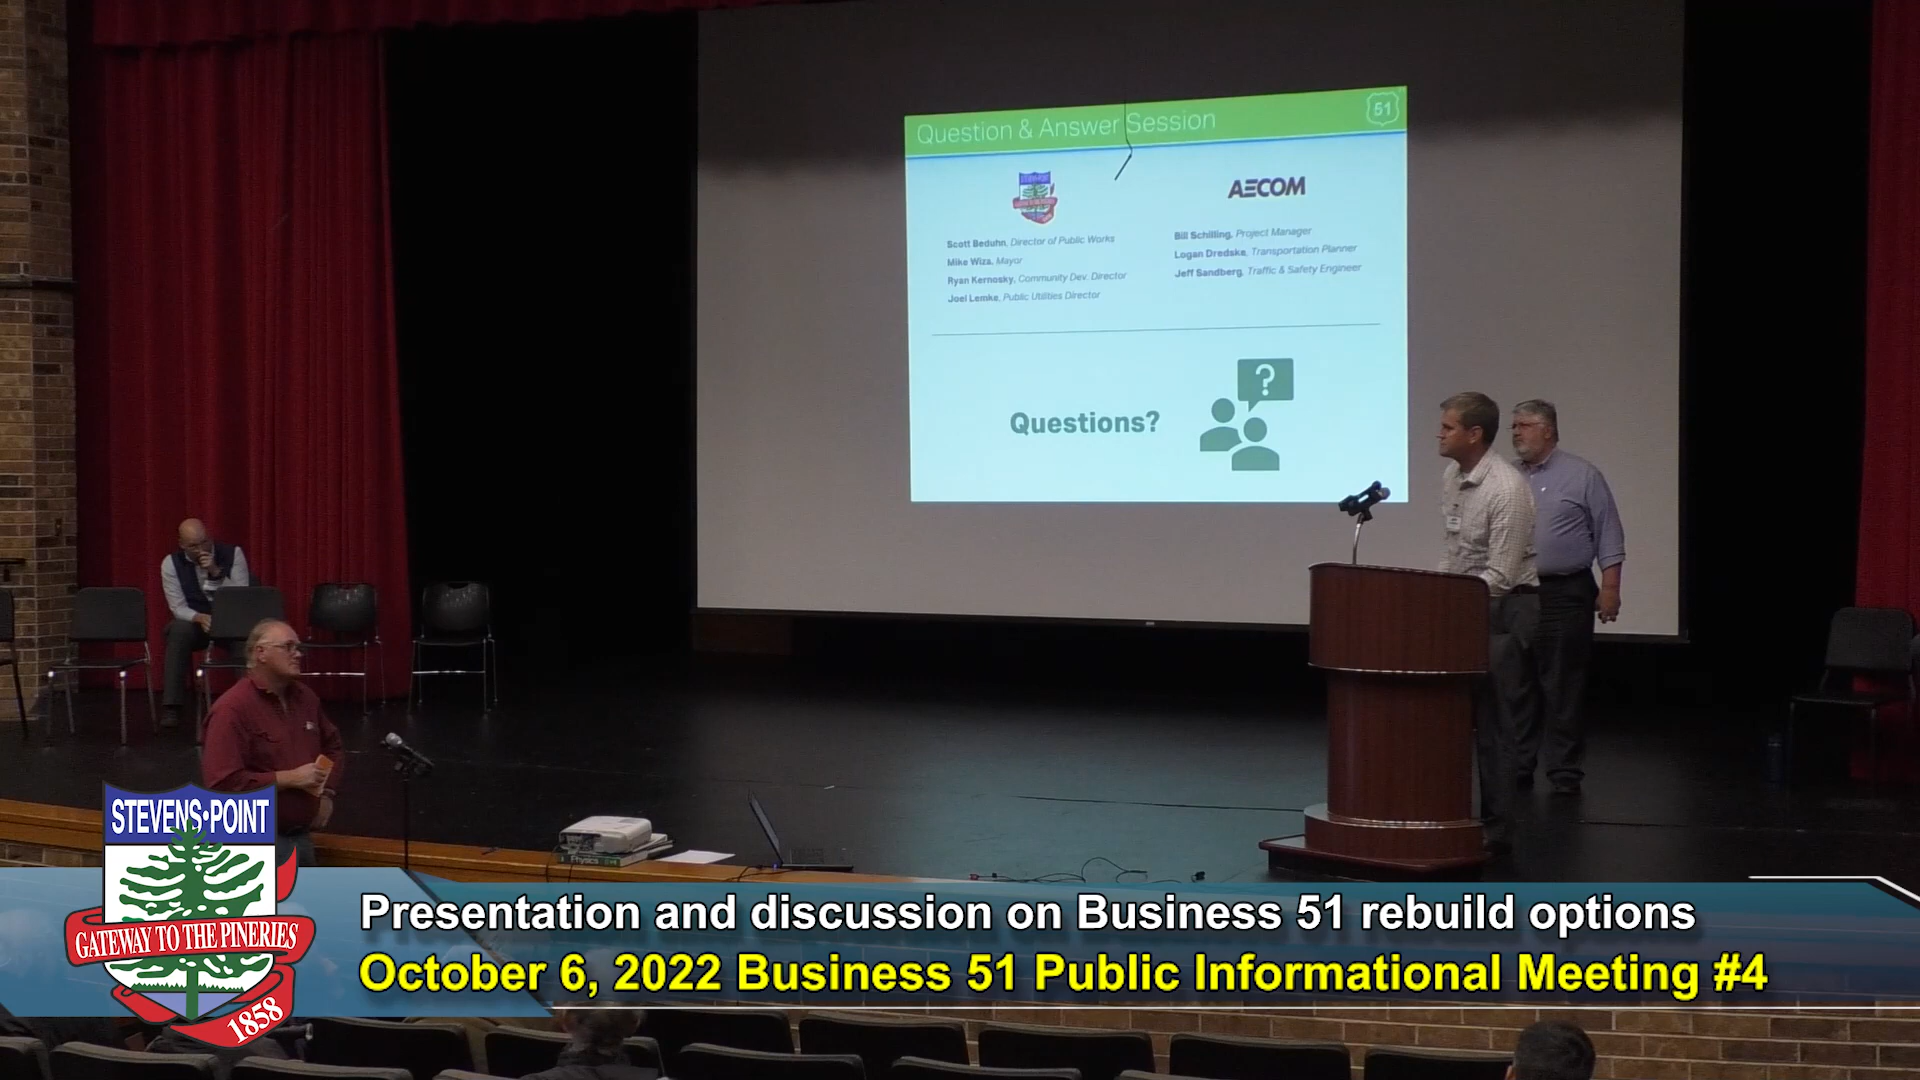 Question & Answer Session
51
AECOM
Scott Beduhn, Director of Public Works
Mike Wiza, Mayor
Ryan Kernosky, Community Dev. Director
Joel Lemke, Public Utilities Director
Bill Schilling, Project Manager
Logan Dredske, Transportation Planner
Jeff Sandberg, Traffic & Safety Engineer
Questions?
?
Physics
STEVENS•POINT
GATEWAY TO THE PINERIES
1858
Presentation and discussion on Business 51 rebuild options
October 6, 2022 Business 51 Public Informational Meeting #4